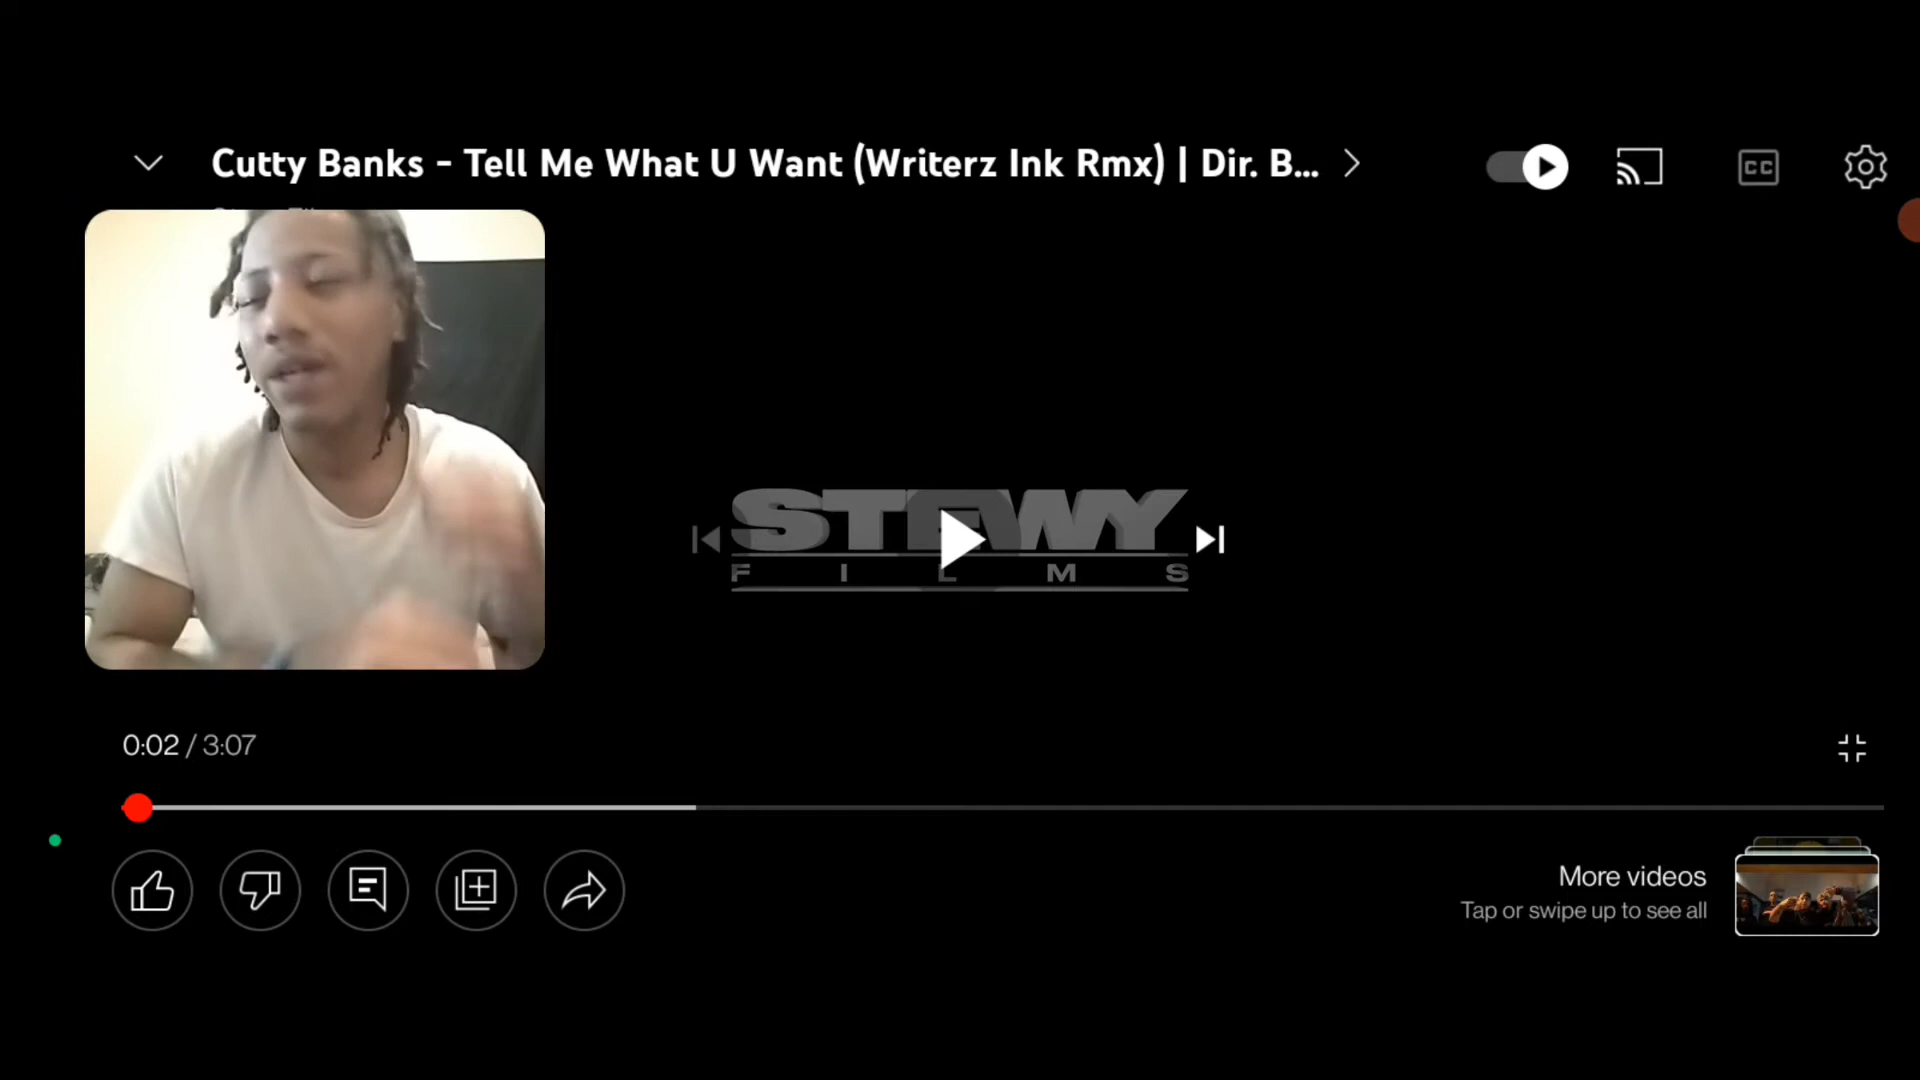 Cutty Banks - Tell Me What U Want (Writerz Ink Rmx) | Dir. B...
CC
STEWY
FILMS
0:02 / 3:07
More videos
Tap or swipe up to see all